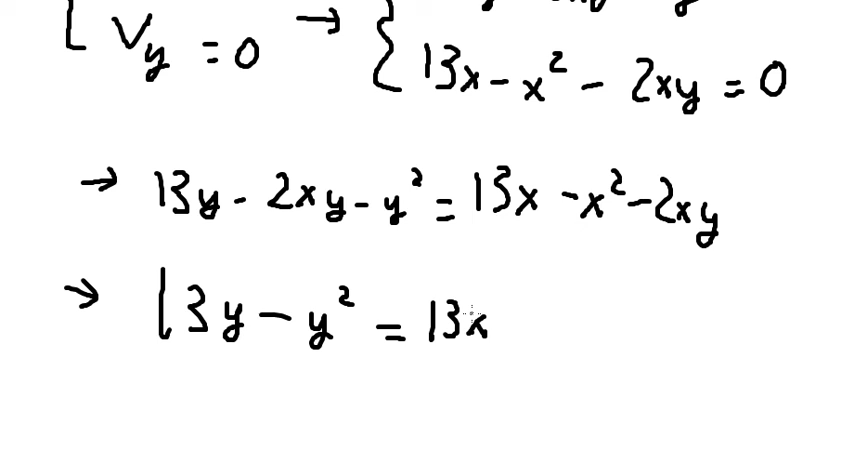 V_y = 0 → { 13x - x² - 2xy = 0
→ 13y - 2xy - y² = 13x - x² - 2xy
→ 13y - y² = 13x